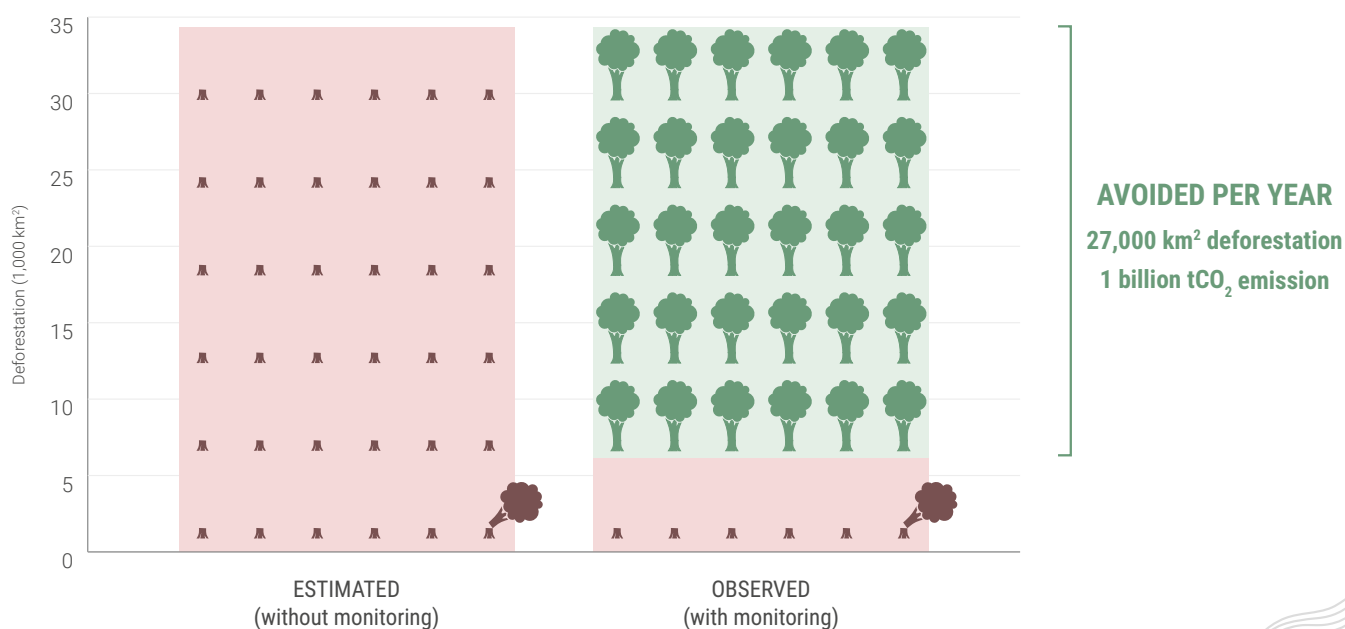 35
30
25
20
15
10
5
0
Deforestation (1,000 km²)
ESTIMATED
(without monitoring)
OBSERVED
(with monitoring)
AVOIDED PER YEAR
27,000 km² deforestation
1 billion tCO₂ emission